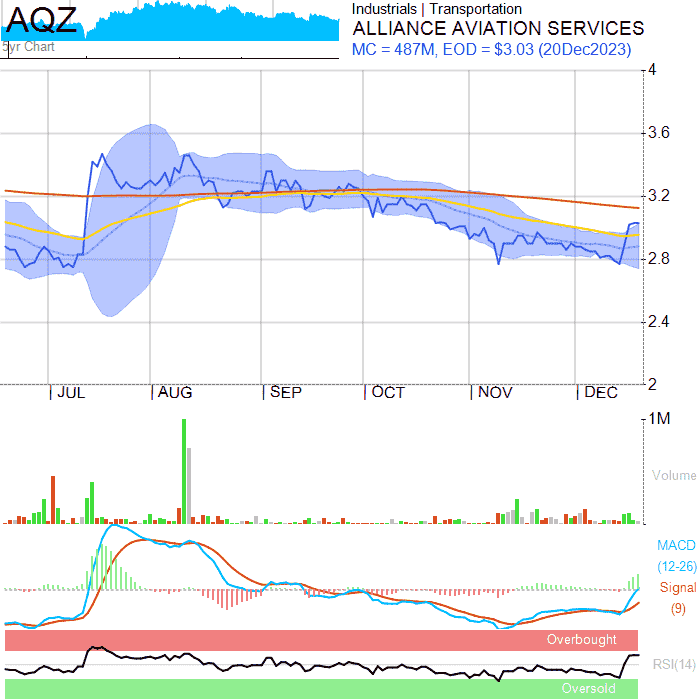 AQZ
5yr Chart
Industrials | Transportation
ALLIANCE AVIATION SERVICES
MC = 487M, EOD = $3.03 (20Dec2023)
4
3.6
3.2
2.8
2.4
2
| JUL | AUG | SEP | OCT | NOV | DEC
1M
Volume
MACD
(12-26)
Signal
(9)
Overbought
RSI(14)
Oversold